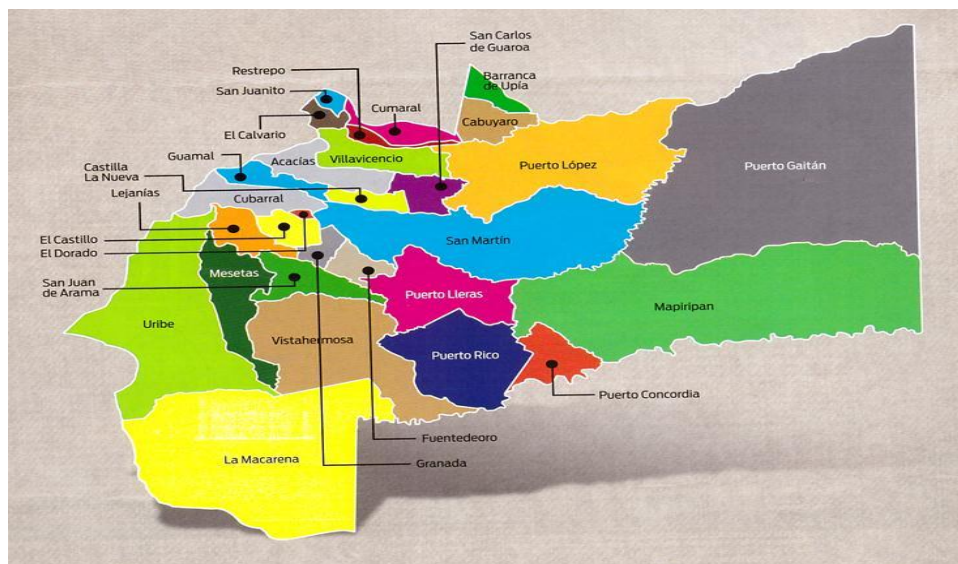 San Carlos
de Guaroa
Restrepo
San Juanito
Barranca
de Upía
Cumaral
Cabuyaro
El Calvario
Guamal
Acacías
Villavicencio
Puerto López
Puerto Gaitán
Castilla
La Nueva
Lejanías
Cubarral
El Castillo
El Dorado
San Martín
Mesetas
San Juan
de Arama
Puerto Lleras
Mapiripan
Uribe
Vistahermosa
Puerto Rico
Puerto Concordia
Fuentedeoro
La Macarena
Granada